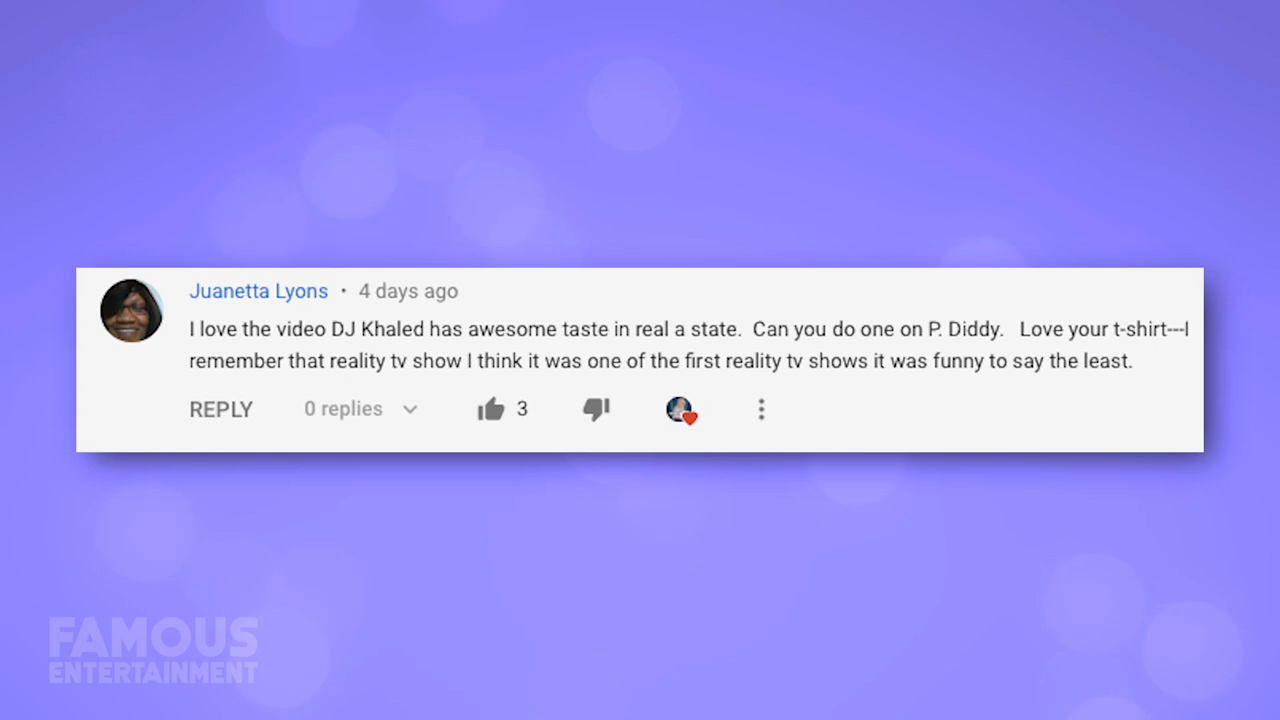 Juanetta Lyons • 4 days ago
I love the video DJ Khaled has awesome taste in real a state.  Can you do one on P. Diddy.   Love your t-shirt---I
remember that reality tv show I think it was one of the first reality tv shows it was funny to say the least.
REPLY 0 replies 3
FAMOUS
ENTERTAINMENT